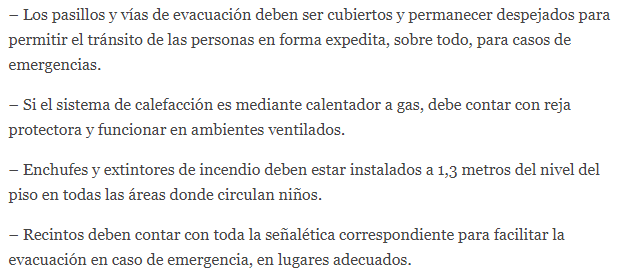 – Los pasillos y vías de evacuación deben ser cubiertos y permanecer despejados para
permitir el tránsito de las personas en forma expedita, sobre todo, para casos de
emergencias.
– Si el sistema de calefacción es mediante calentador a gas, debe contar con reja
protectora y funcionar en ambientes ventilados.
– Enchufes y extintores de incendio deben estar instalados a 1,3 metros del nivel del
piso en todas las áreas donde circulan niños.
– Recintos deben contar con toda la señalética correspondiente para facilitar la
evacuación en caso de emergencia, en lugares adecuados.